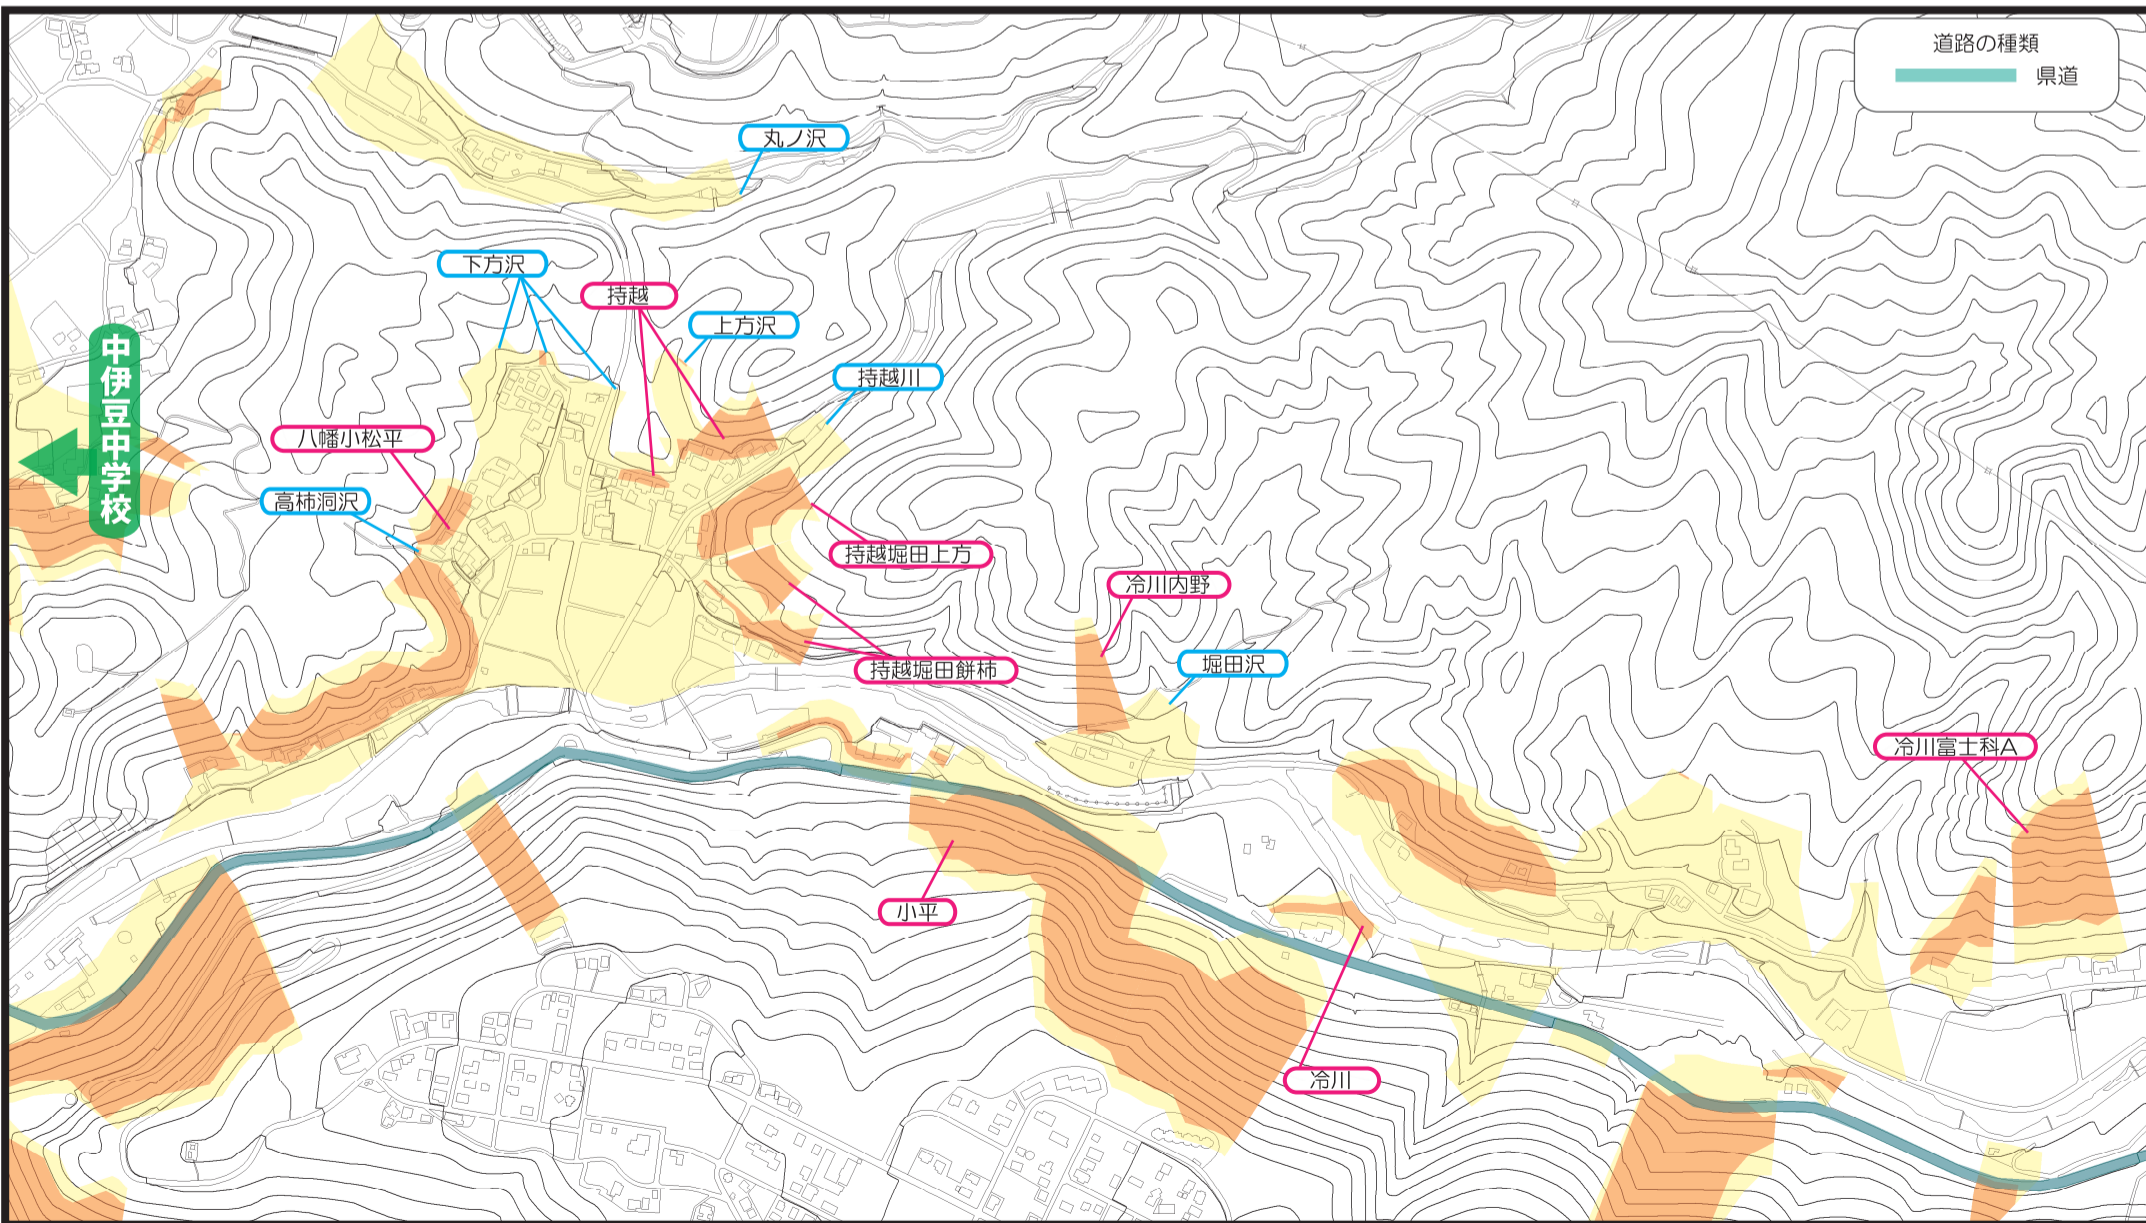 道路の種類
県道
丸ノ沢
下方沢
持越
上方沢
持越川
中伊豆中学校
八幡小松平
高柿洞沢
持越堀田上方
冷川内野
堀田沢
持越堀田餅柿
冷川富士科A
小平
冷川